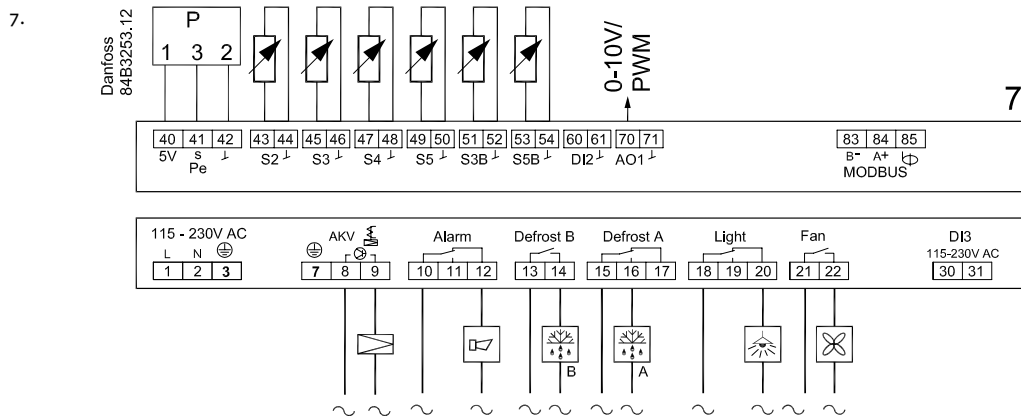 7.
Danfoss
84B3253.12
P
1 3 2
0-10V/
PWM
7
40 41 42 43 44 45 46 47 48 49 50 51 52 53 54 60 61 70 71 83 84 85
5V s S2 S3 S4 S5 S3B S5B DI2 AO1 B- A+
Pe MODBUS
115 - 230V AC AKV Alarm Defrost B Defrost A Light Fan DI3
L N 115-230V AC
1 2 3 7 8 9 10 11 12 13 14 15 16 17 18 19 20 21 22 30 31
B A